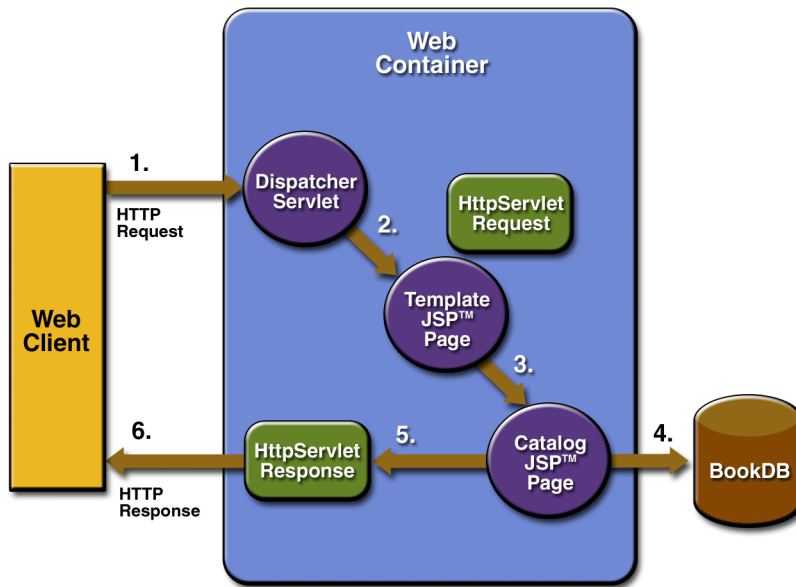 Web
Container
1.
HTTP
Request
Dispatcher
Servlet
2.
HttpServlet
Request
Template
JSP™
Page
3.
Web
Client
6.
HTTP
Response
HttpServlet
Response
5.
Catalog
JSP™
Page
4.
BookDB